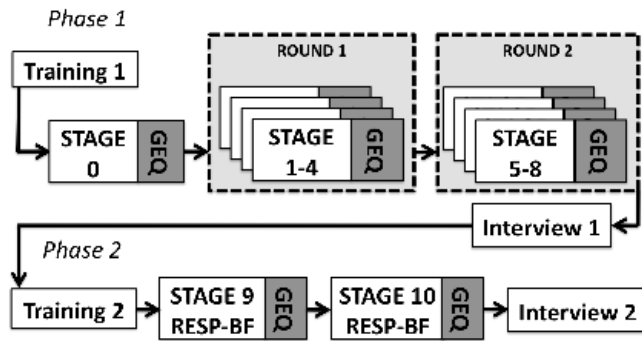 Phase 1
Training 1
STAGE
0
GEQ
ROUND 1
STAGE
1-4
GEQ
ROUND 2
STAGE
5-8
GEQ
Interview 1
Phase 2
Training 2
STAGE 9
RESP-BF
GEQ
STAGE 10
RESP-BF
GEQ
Interview 2